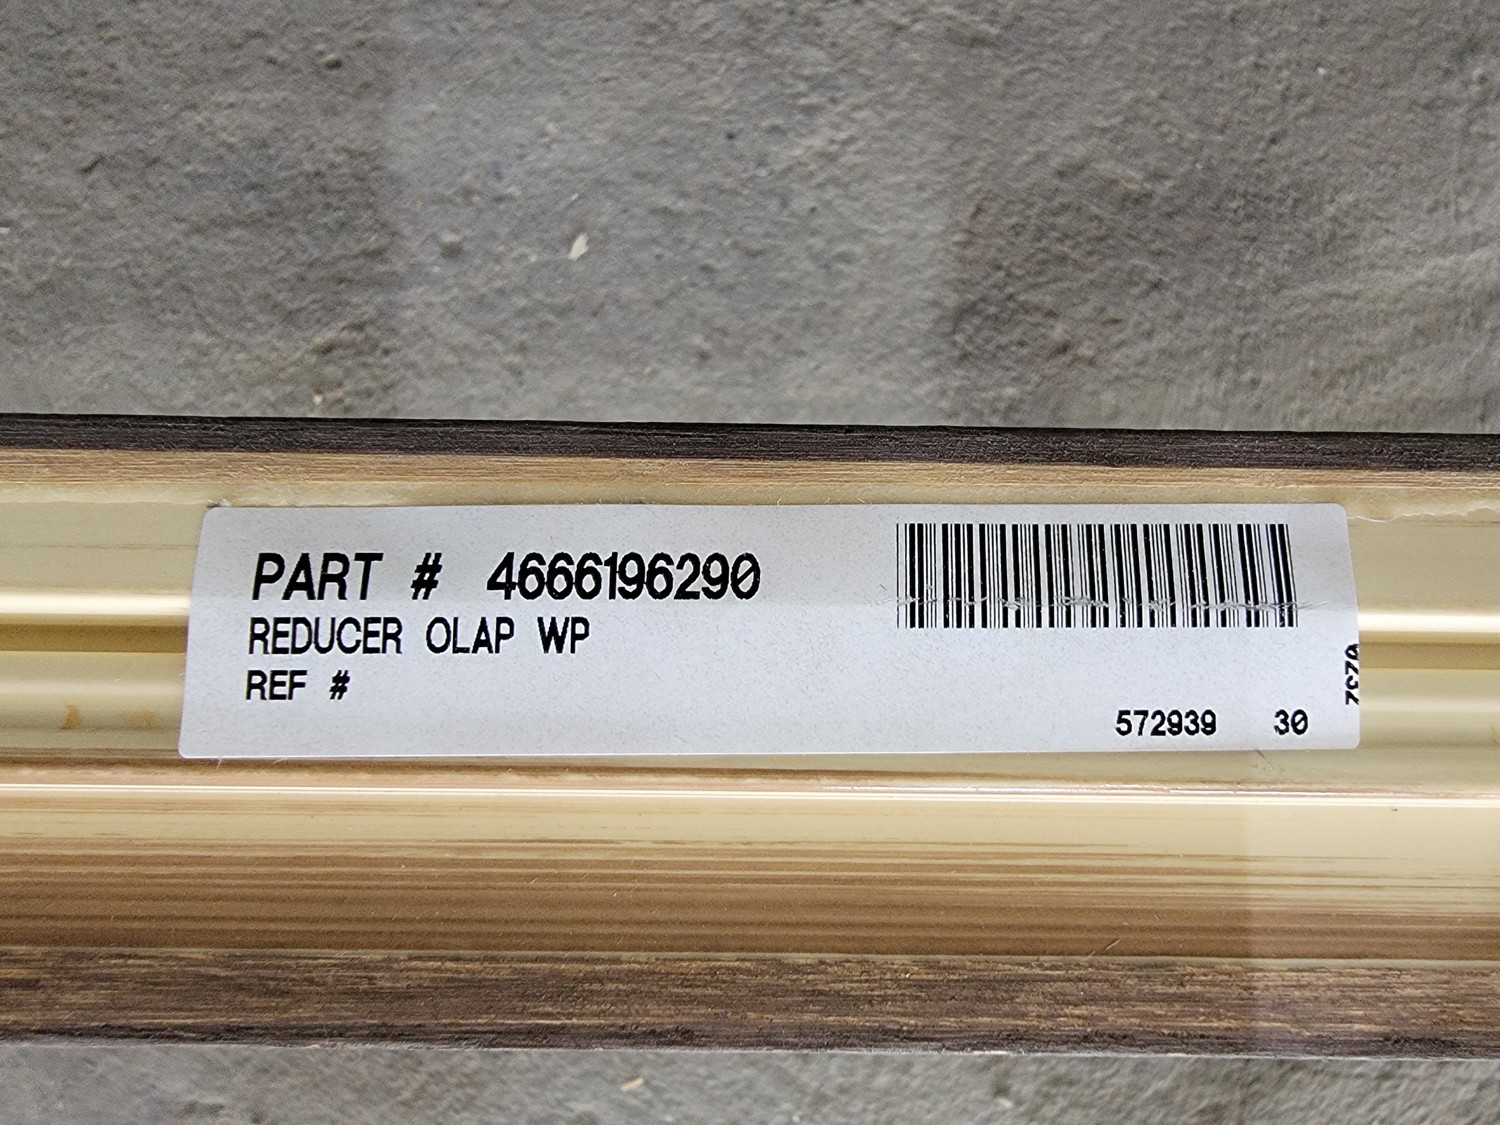 PART # 4666196290
REDUCER OLAP WP
REF #
572939 30